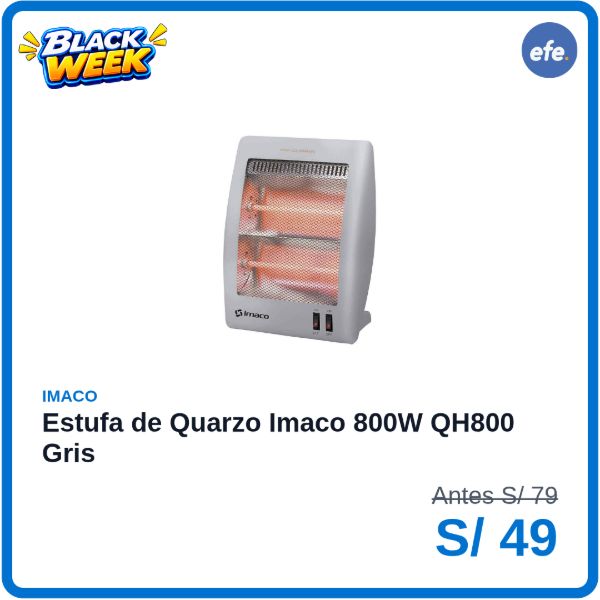 BLACK
WEEK
efe.
imaco
IMACO
Estufa de Quarzo Imaco 800W QH800
Gris
Antes S/ 79
S/ 49